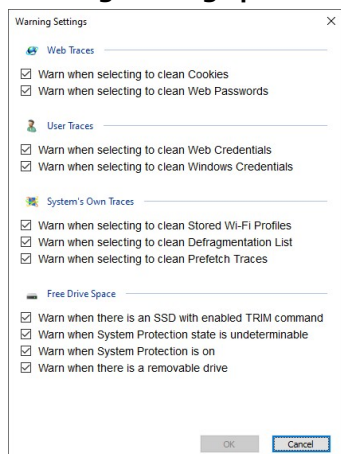 Warning Settings
Web Traces
Warn when selecting to clean Cookies
Warn when selecting to clean Web Passwords
User Traces
Warn when selecting to clean Web Credentials
Warn when selecting to clean Windows Credentials
System's Own Traces
Warn when selecting to clean Stored Wi-Fi Profiles
Warn when selecting to clean Defragmentation List
Warn when selecting to clean Prefetch Traces
Free Drive Space
Warn when there is an SSD with enabled TRIM command
Warn when System Protection state is undeterminable
Warn when System Protection is on
Warn when there is a removable drive
OK Cancel